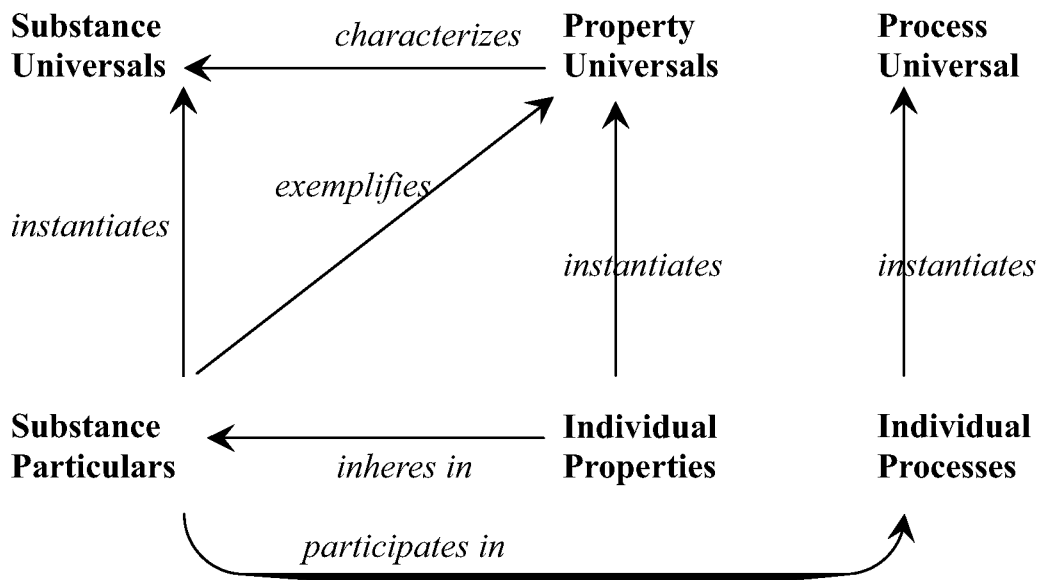 Substance
Universals
characterizes
Property
Universals
Process
Universal
exemplifies
instantiates
instantiates
instantiates
Substance
Particulars
inheres in
Individual
Properties
Individual
Processes
participates in